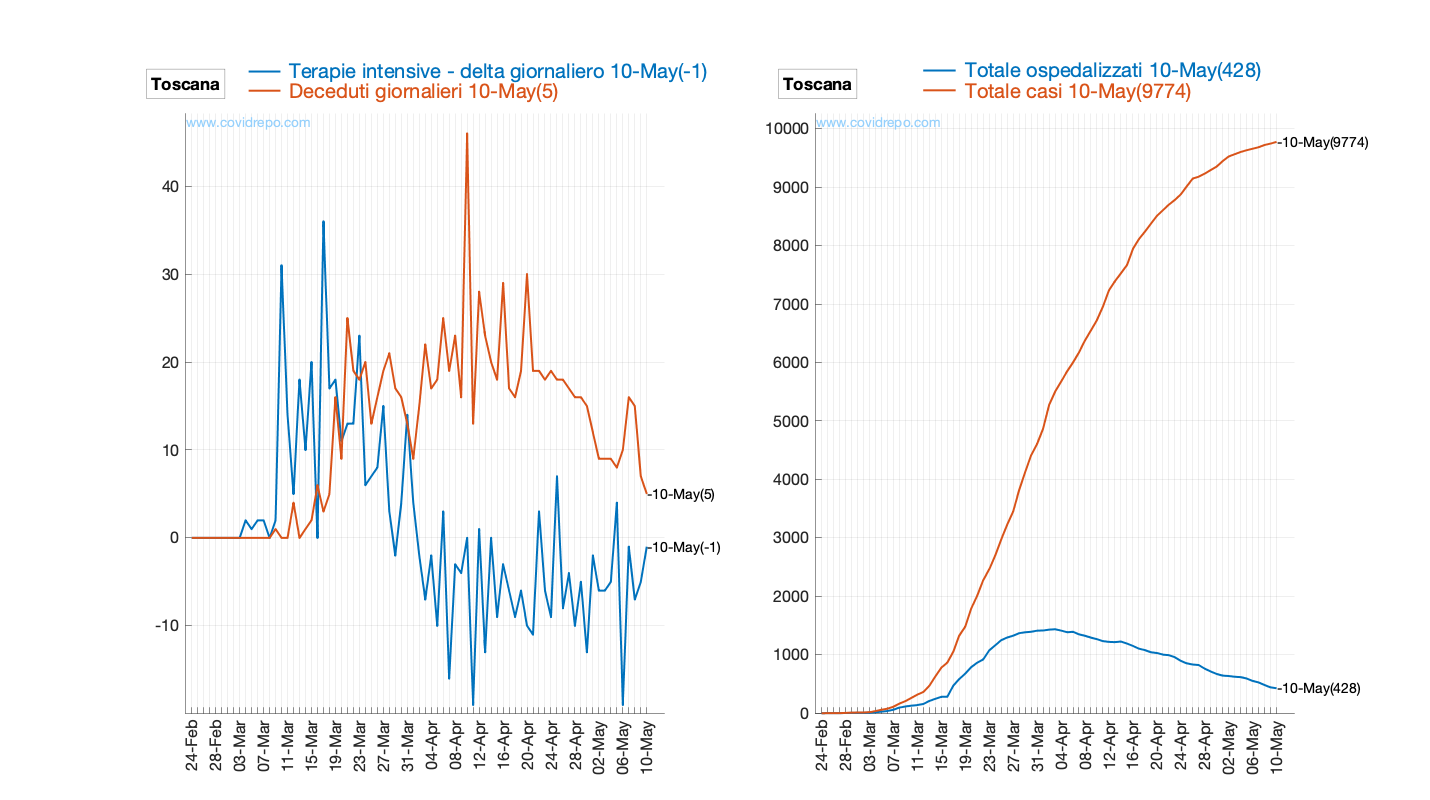 Toscana
Terapie intensive - delta giornaliero 10-May(-1)
Deceduti giornalieri 10-May(5)
www.covidrepo.com
40
30
20
10
0
-10
-10-May(5)
-10-May(-1)
24-Feb
28-Feb
03-Mar
07-Mar
11-Mar
15-Mar
19-Mar
23-Mar
27-Mar
31-Mar
04-Apr
08-Apr
12-Apr
16-Apr
20-Apr
24-Apr
28-Apr
02-May
06-May
10-May
Toscana
Totale ospedalizzati 10-May(428)
Totale casi 10-May(9774)
www.covidrepo.com
10000
9000
8000
7000
6000
5000
4000
3000
2000
1000
0
-10-May(9774)
-10-May(428)
24-Feb
28-Feb
03-Mar
07-Mar
11-Mar
15-Mar
19-Mar
23-Mar
27-Mar
31-Mar
04-Apr
08-Apr
12-Apr
16-Apr
20-Apr
24-Apr
28-Apr
02-May
06-May
10-May